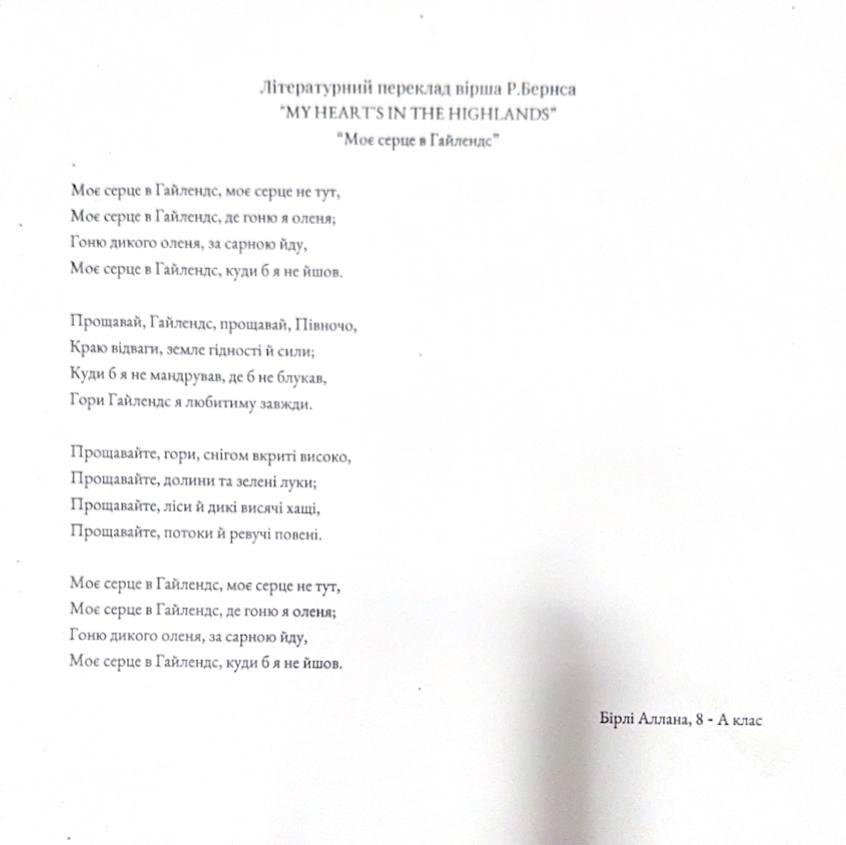 Літературний переклад вірша Р.Бернса
"MY HEART'S IN THE HIGHLANDS"
"Моє серце в Гайлендс"
Моє серце в Гайлендс, моє серце не тут,
Моє серце в Гайлендс, де гоню я оленя;
Гоню дикого оленя, за сарною йду,
Моє серце в Гайлендс, куди б я не йшов.
Прощавай, Гайлендс, прощавай, Півночо,
Краю відваги, земле гідності й сили;
Куди б я не мандрував, де б не блукав,
Гори Гайлендс я любитиму завжди.
Прощавайте, гори, снігом вкриті високо,
Прощавайте, долини та зелені луки;
Прощавайте, ліси й дикі висячі хащі,
Прощавайте, потоки й ревучі повені.
Моє серце в Гайлендс, моє серце не тут,
Моє серце в Гайлендс, де гоню я оленя;
Гоню дикого оленя, за сарною йду,
Моє серце в Гайлендс, куди б я не йшов.
Бірлі Аллана, 8 - А клас